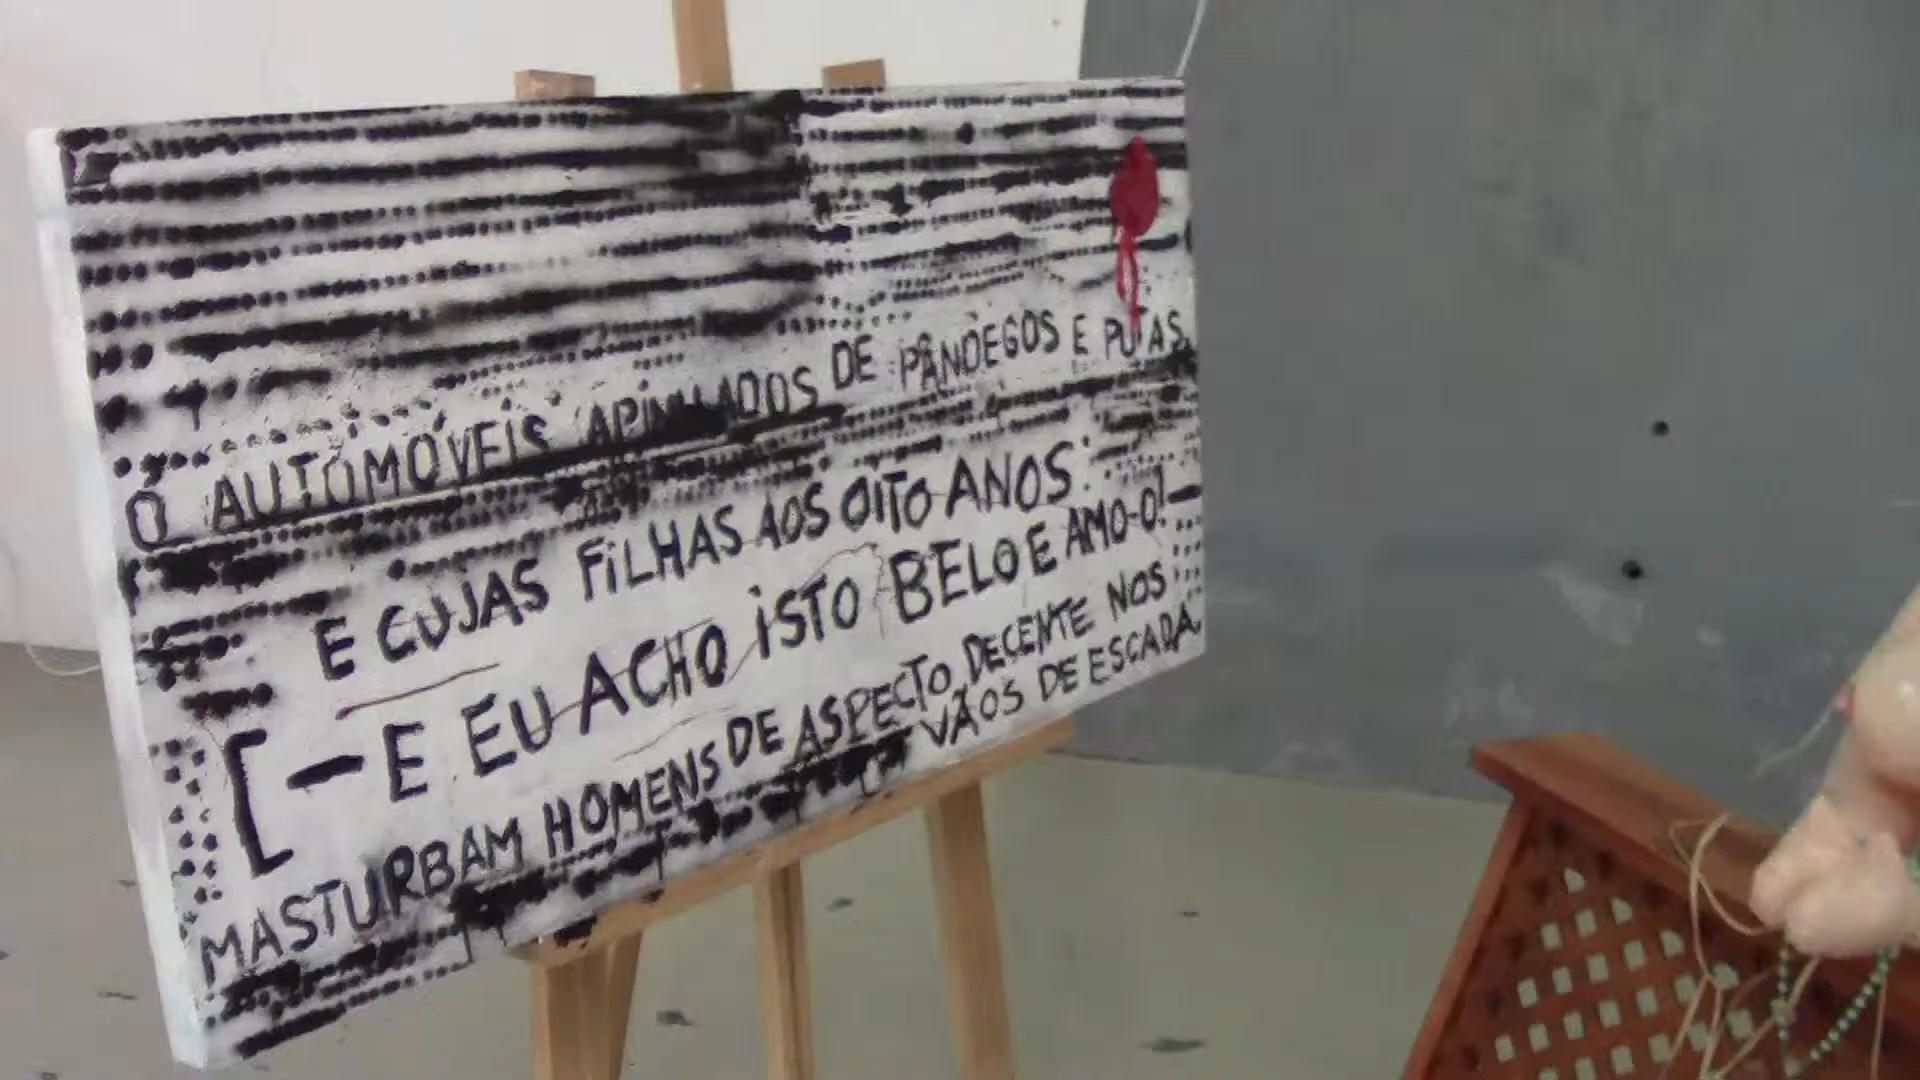 Ó AUTOMÓVEIS APINHADOS DE PÂNDEGOS E PUTAS,
E CUJAS FILHAS AOS OITO ANOS
[— E EU ACHO ISTO BELO E AMO-O! —
MASTURBAM HOMENS DE ASPECTO DECENTE NOS
VÃOS DE ESCADA.